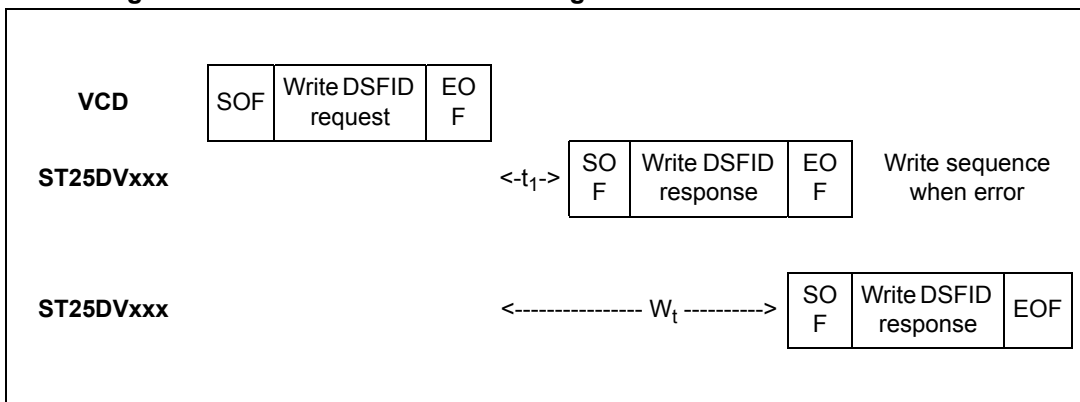 VCD
SOF
Write DSFID
request
EO
F
ST25DVxxx
<-t1->
SO
F
Write DSFID
response
EO
F
Write sequence
when error
ST25DVxxx
<---------------- Wt ---------->
SO
F
Write DSFID
response
EOF